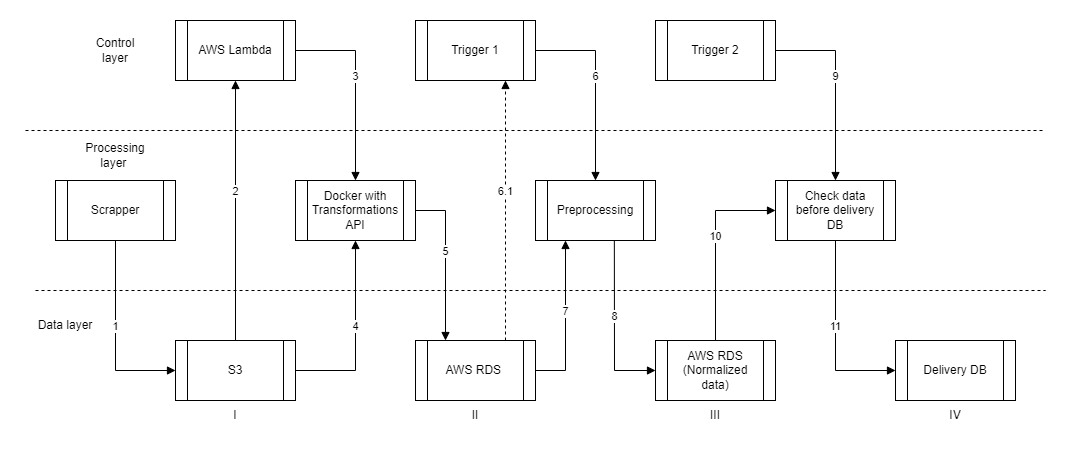 Control
layer
AWS Lambda
Trigger 1
Trigger 2
3
6
9
Processing
layer
Scrapper
2
Docker with
Transformations
API
6.1
Preprocessing
Check data
before delivery
DB
10
5
Data layer
1
4
7
8
11
S3
AWS RDS
AWS RDS
(Normalized
data)
Delivery DB
I
II
III
IV